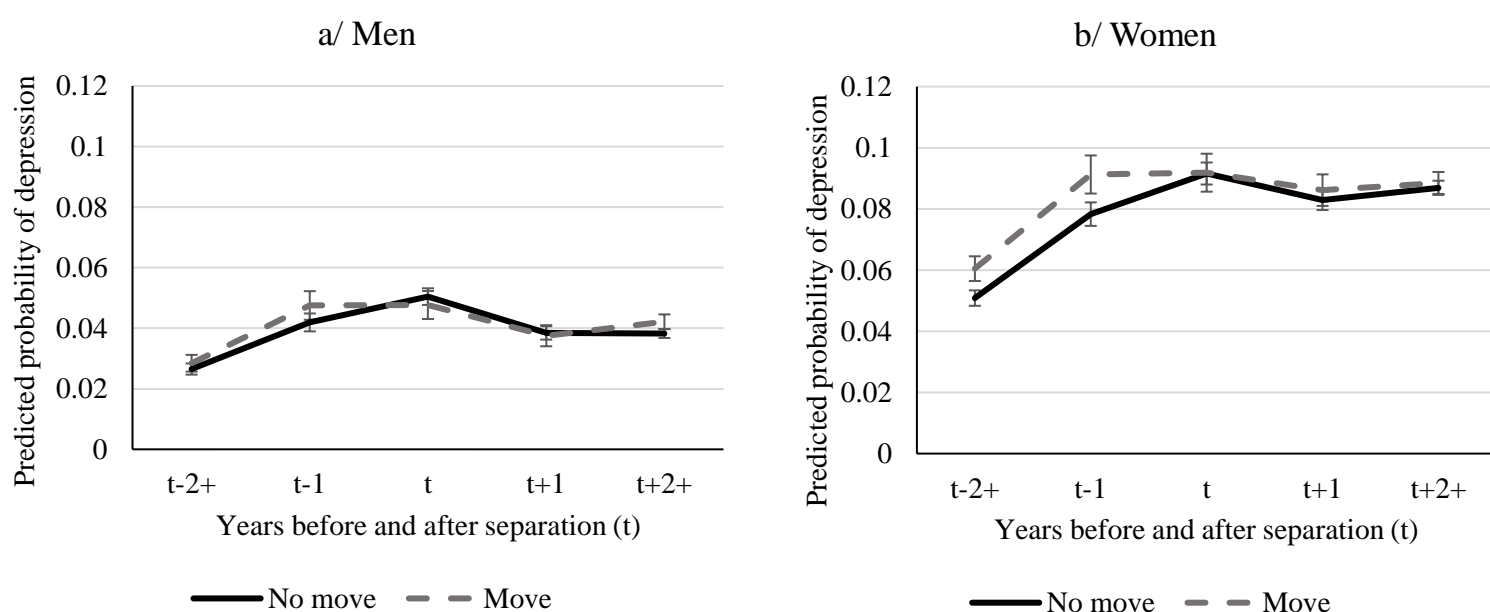 a/ Men
Predicted probability of depression
0.12
0.1
0.08
0.06
0.04
0.02
0
t-2+ t-1 t t+1 t+2+
Years before and after separation (t)
No move Move
b/ Women
Predicted probability of depression
0.12
0.1
0.08
0.06
0.04
0.02
0
t-2+ t-1 t t+1 t+2+
Years before and after separation (t)
No move Move